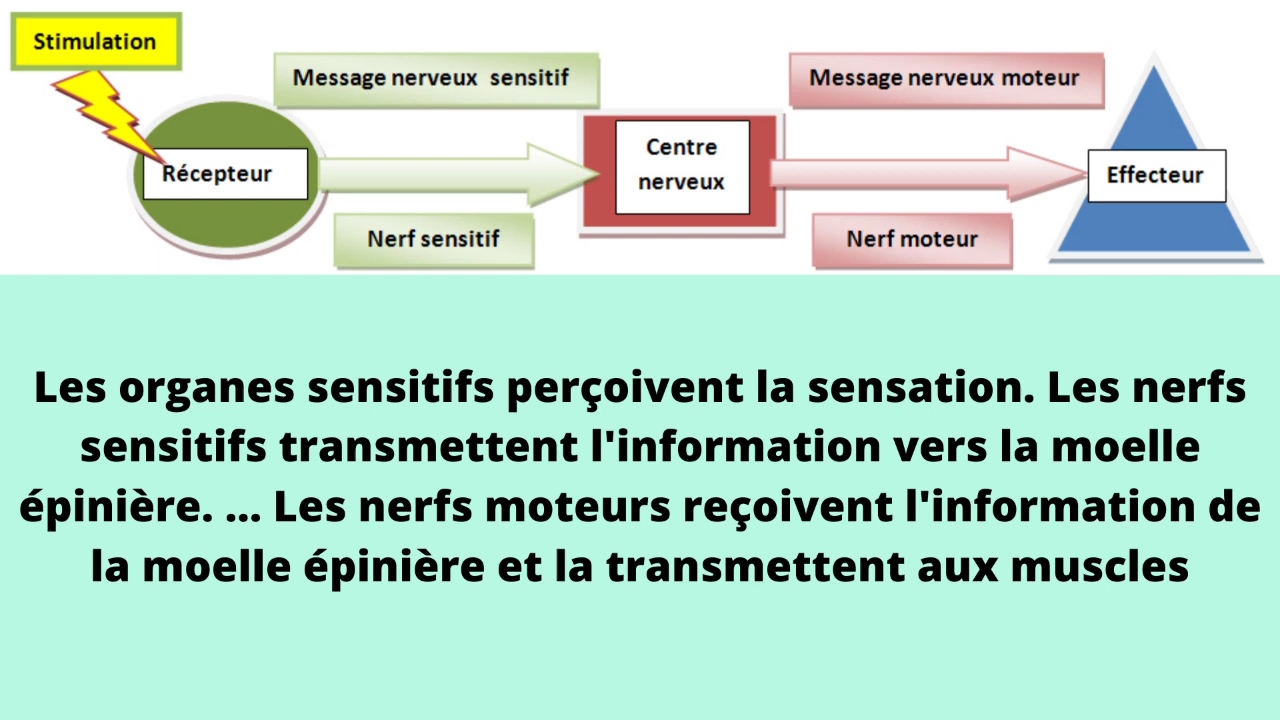 Stimulation
Message nerveux sensitif
Message nerveux moteur
Récepteur
Centre
nerveux
Effecteur
Nerf sensitif
Nerf moteur
Les organes sensitifs perçoivent la sensation. Les nerfs
sensitifs transmettent l'information vers la moelle
épinière. ... Les nerfs moteurs reçoivent l'information de
la moelle épinière et la transmettent aux muscles